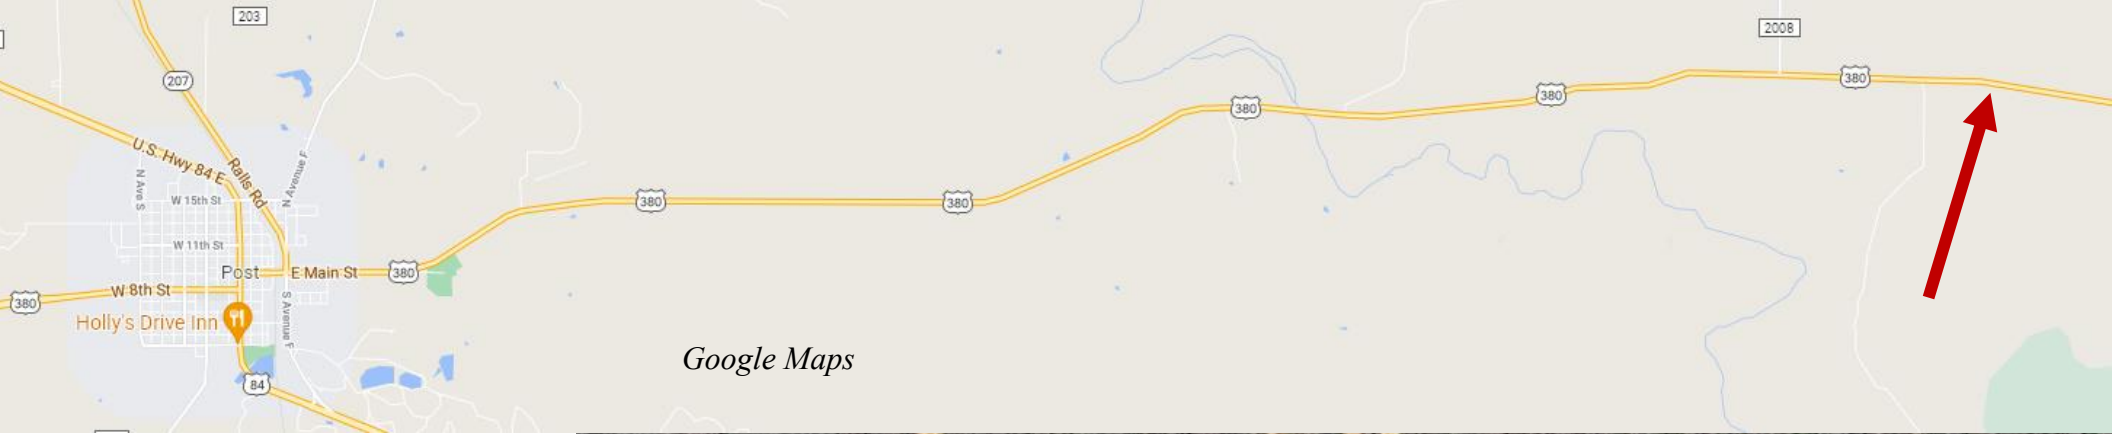 203
2008
207
380
380
380
U.S. Hwy 84 E
Ralls Rd
N Avenue F
N Ave S
W 15th St
380
380
W 11th St
Post
E Main St
380
W 8th St
380
Holly's Drive Inn
S Avenue F
Google Maps
84